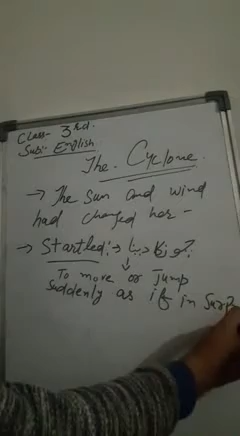 Class- 3rd.
Sub:- English
The Cyclone.
→ The Sun and wind
had changed her -
→ Startled:→
To move or Jump
Suddenly as if in Surp